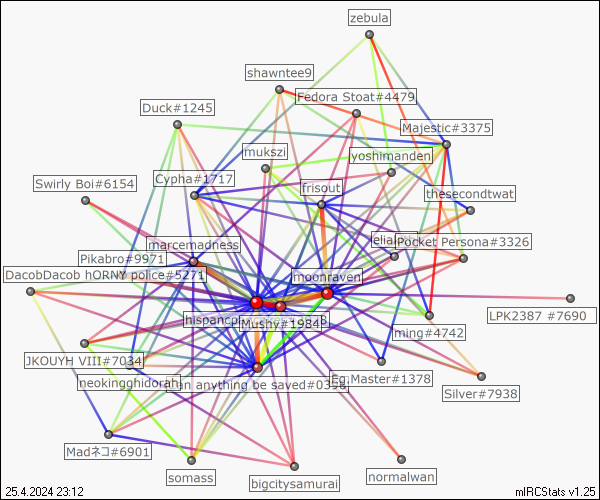 zebula
shawntee9
Fedora Stoat#4479
Duck#1245
Majestic#3375
mukszi
yoshimanden
Cypha#1717
Swirly Boi#6154
frisout
thesecondtwat
marcemadness
Pocket Persona#3326
Pikabro#9971
DacobDacob hORNY police#5271
moonraven
LPK2387 #7690
Mushy#1984
ming#4742
JKOUYH VIII#7034
neokingghidorah
an anything be saved#03
Eg.Master#1378
Silver#7938
Madネコ#6901
somass
bigcitysamurai
normalwan
25.4.2024 23:12
mIRCStats v1.25